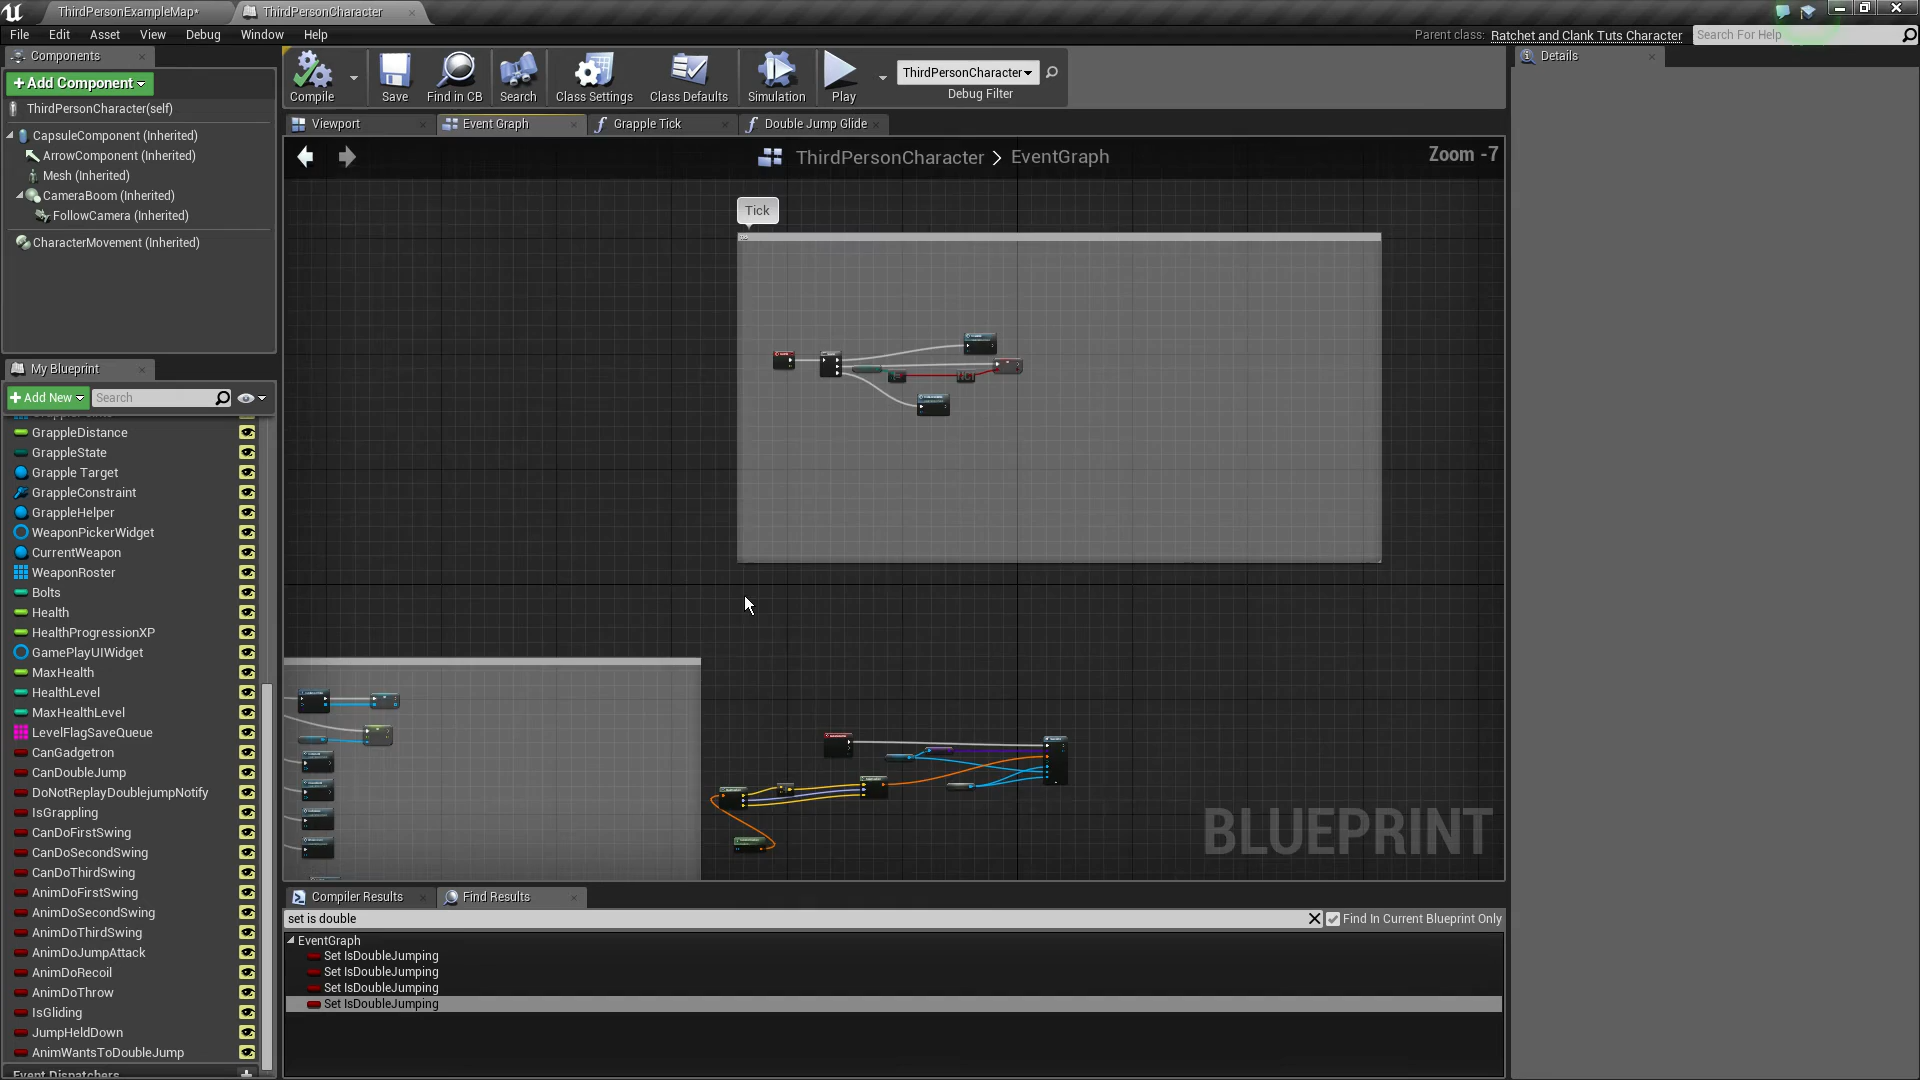 ThirdPersonExampleMap*
ThirdPersonCharacter
File Edit Asset View Debug Window Help
Parent class: Ratchet and Clank Tuts Character
Search For Help
Components
Details
+Add Component
Compile
Save
Find in CB
Search
Class Settings
Class Defaults
Simulation
Play
ThirdPersonCharacter
Debug Filter
ThirdPersonCharacter(self)
CapsuleComponent (Inherited)
ArrowComponent (Inherited)
Mesh (Inherited)
CameraBoom (Inherited)
FollowCamera (Inherited)
CharacterMovement (Inherited)
Viewport
Event Graph
Grapple Tick
Double Jump Glide
ThirdPersonCharacter > EventGraph
Zoom -7
Tick
My Blueprint
+Add New
Search
GrappleDistance
GrappleState
Grapple Target
GrappleConstraint
GrappleHelper
WeaponPickerWidget
CurrentWeapon
WeaponRoster
Bolts
Health
HealthProgressionXP
GamePlayUIWidget
MaxHealth
HealthLevel
MaxHealthLevel
LevelFlagSaveQueue
CanGadgetron
CanDoubleJump
DoNotReplayDoublejumpNotify
IsGrappling
CanDoFirstSwing
CanDoSecondSwing
CanDoThirdSwing
AnimDoFirstSwing
AnimDoSecondSwing
AnimDoThirdSwing
AnimDoJumpAttack
AnimDoRecoil
AnimDoThrow
IsGliding
JumpHeldDown
AnimWantsToDoubleJump
Event Dispatchers
BLUEPRINT
Compiler Results
Find Results
set is double
Find In Current Blueprint Only
EventGraph
Set IsDoubleJumping
Set IsDoubleJumping
Set IsDoubleJumping
Set IsDoubleJumping